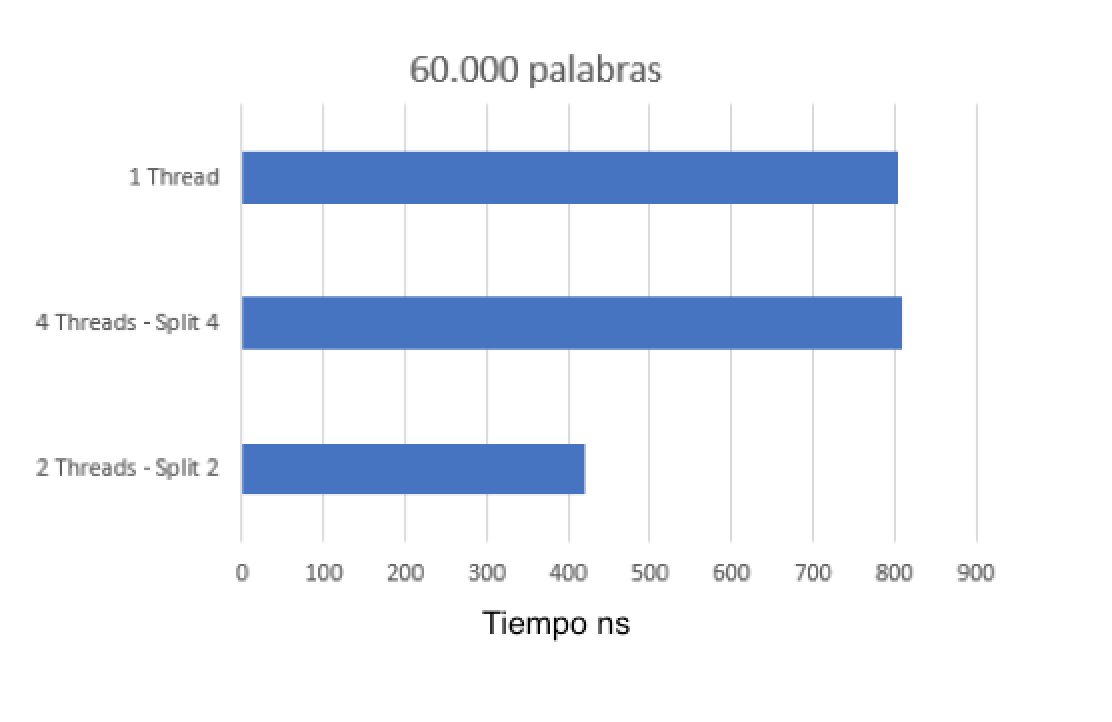 60.000 palabras
1 Thread
4 Threads - Split 4
2 Threads - Split 2
0 100 200 300 400 500 600 700 800 900
Tiempo ns